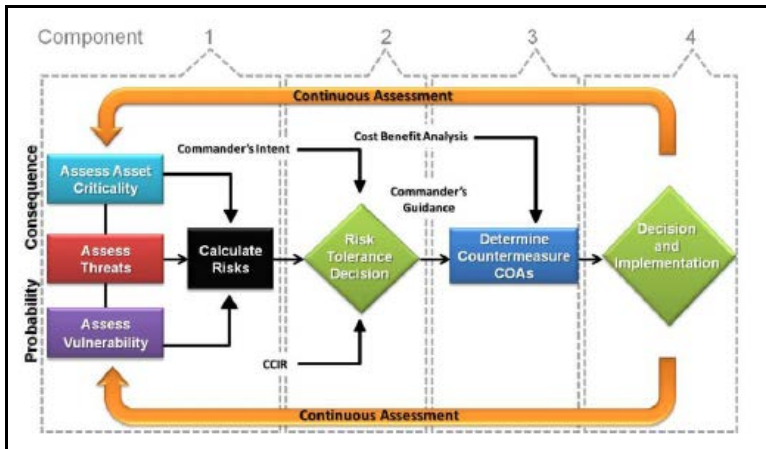 Component 1 2 3 4
Continuous Assessment
Consequence
Probability
Assess Asset
Criticality
Assess
Threats
Assess
Vulnerability
Calculate
Risks
Commander's Intent
Risk
Tolerance
Decision
CCIR
Cost Benefit Analysis
Commander's
Guidance
Determine
Countermeasure
COAs
Decision
and
Implementation
Continuous Assessment